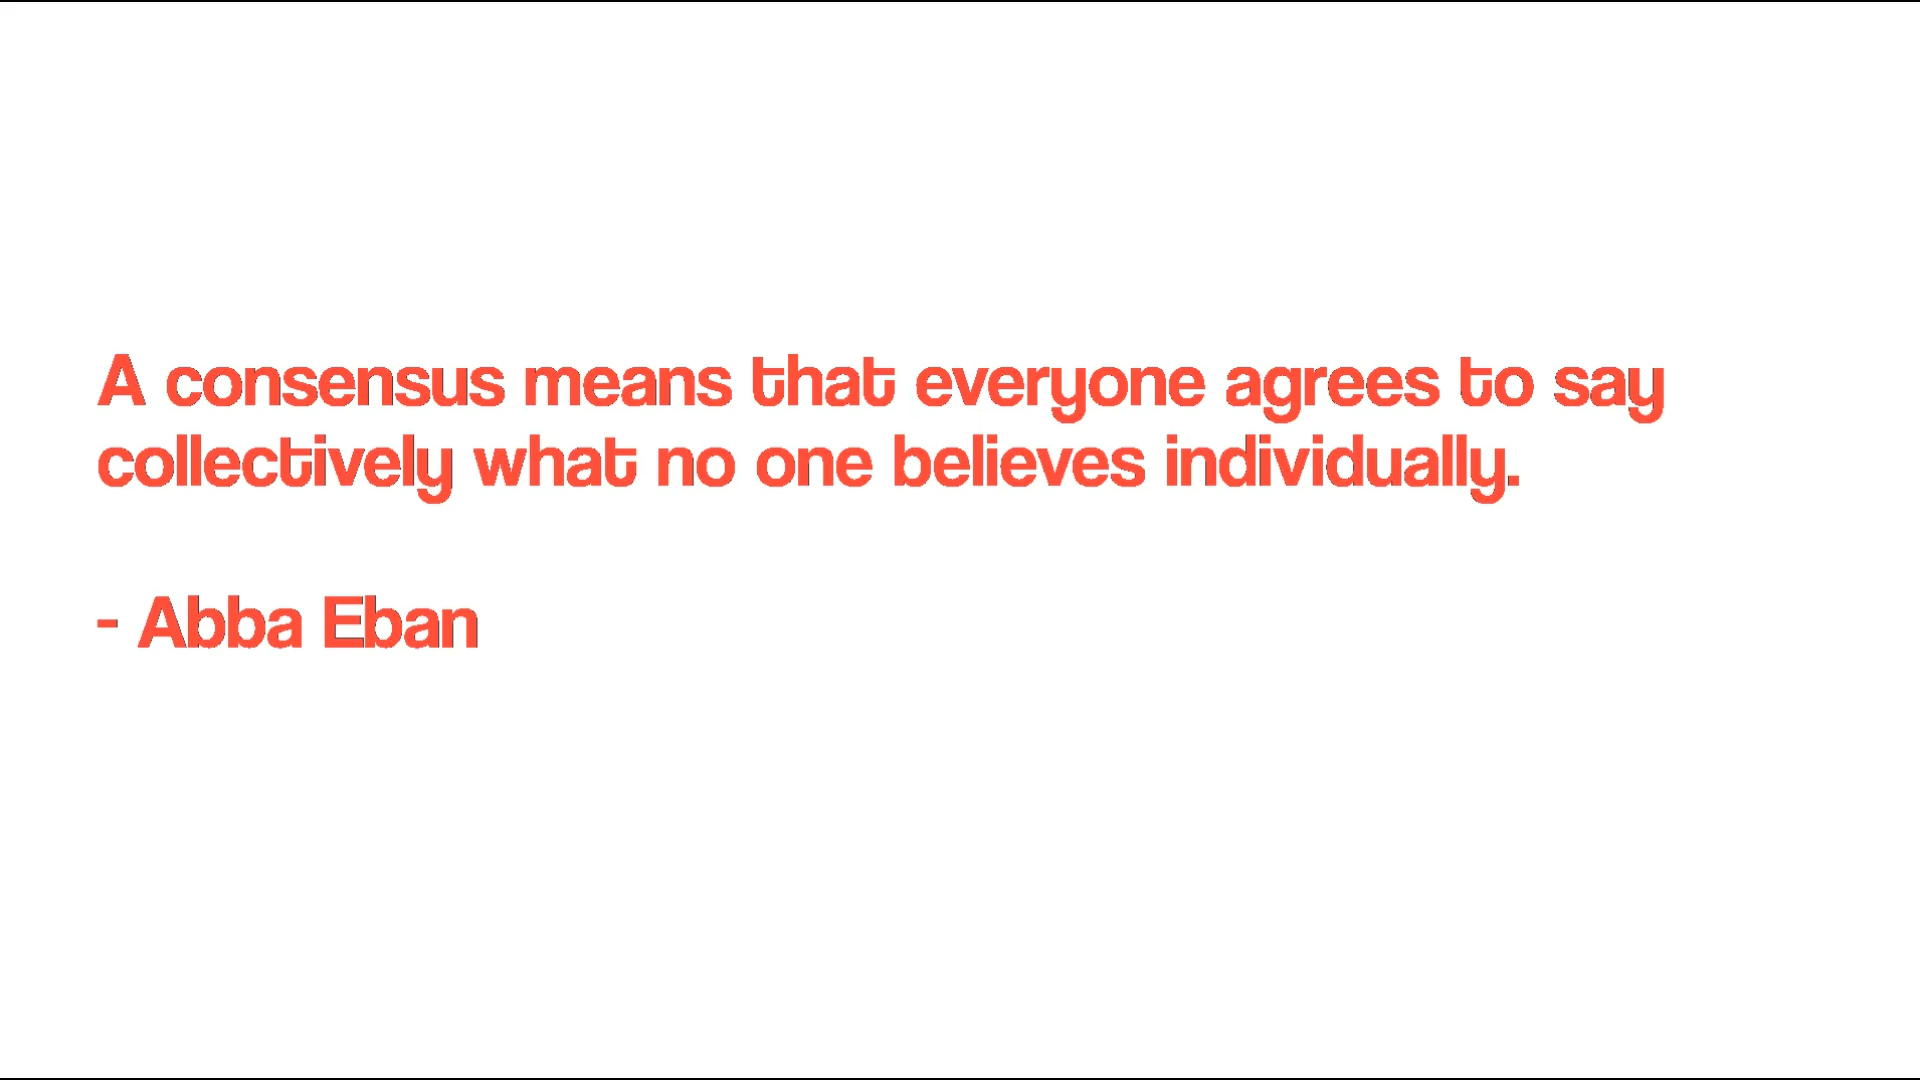 A consensus means that everyone agrees to say
collectively what no one believes individually.
- Abba Eban